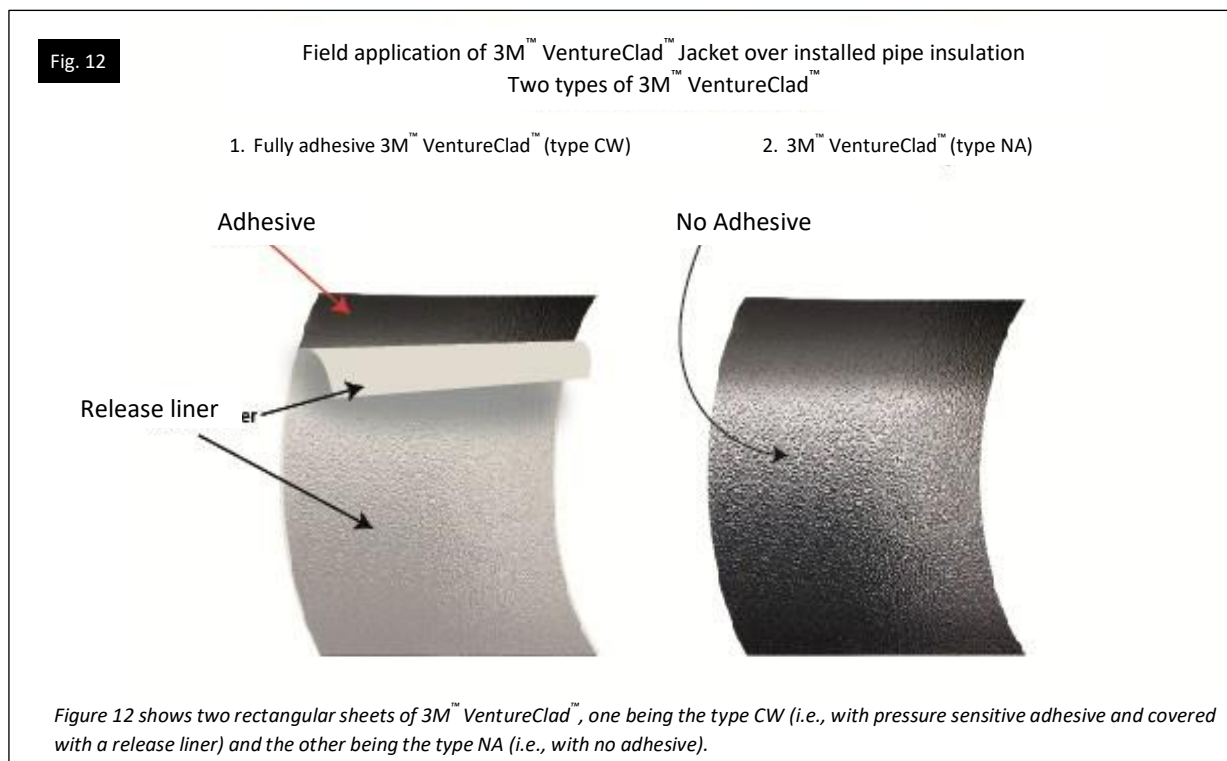 Fig. 12
Field application of 3M™ VentureClad™ Jacket over installed pipe insulation
Two types of 3M™ VentureClad™
1. Fully adhesive 3M™ VentureClad™ (type CW)
2. 3M™ VentureClad™ (type NA)
Adhesive
No Adhesive
Release liner er
Figure 12 shows two rectangular sheets of 3M™ VentureClad™, one being the type CW (i.e., with pressure sensitive adhesive and covered
with a release liner) and the other being the type NA (i.e., with no adhesive).